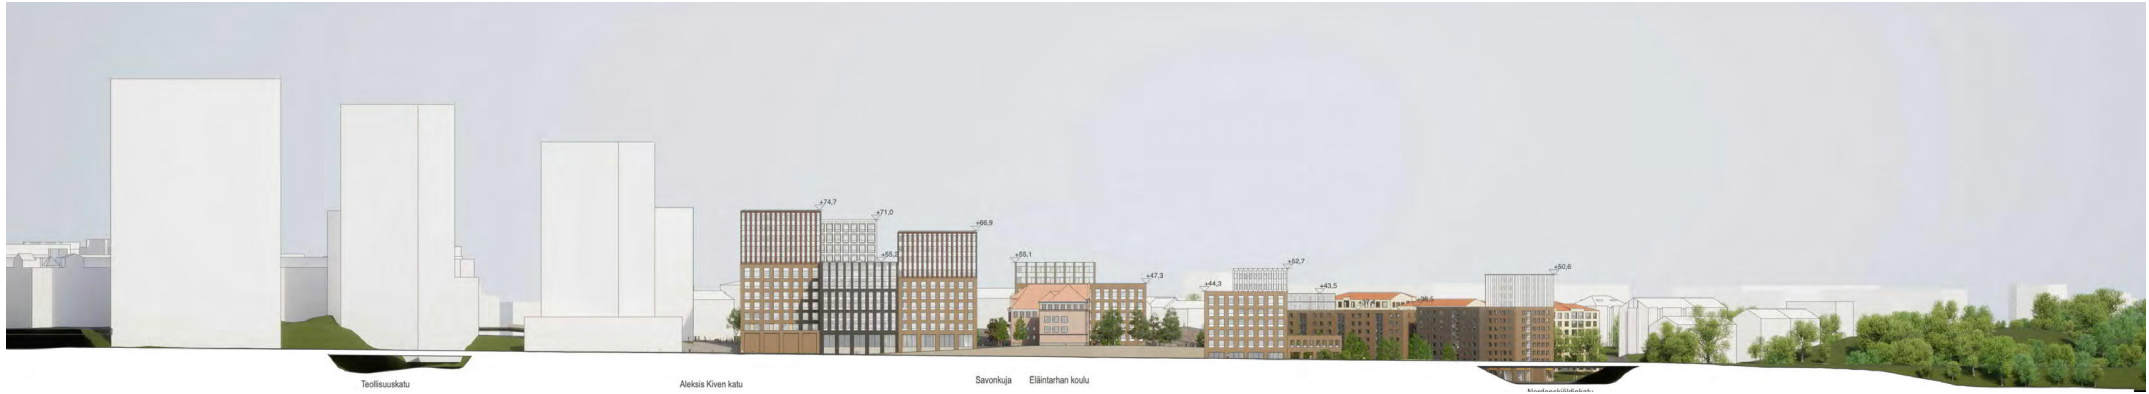 +74,7
+71,0
+55,2
+66,9
+55,1
+47,3
+44,3
+52,7
+43,5
+50,6
Teollisuuskatu
Aleksis Kiven katu
Savonkuja
Eläintarhan koulu